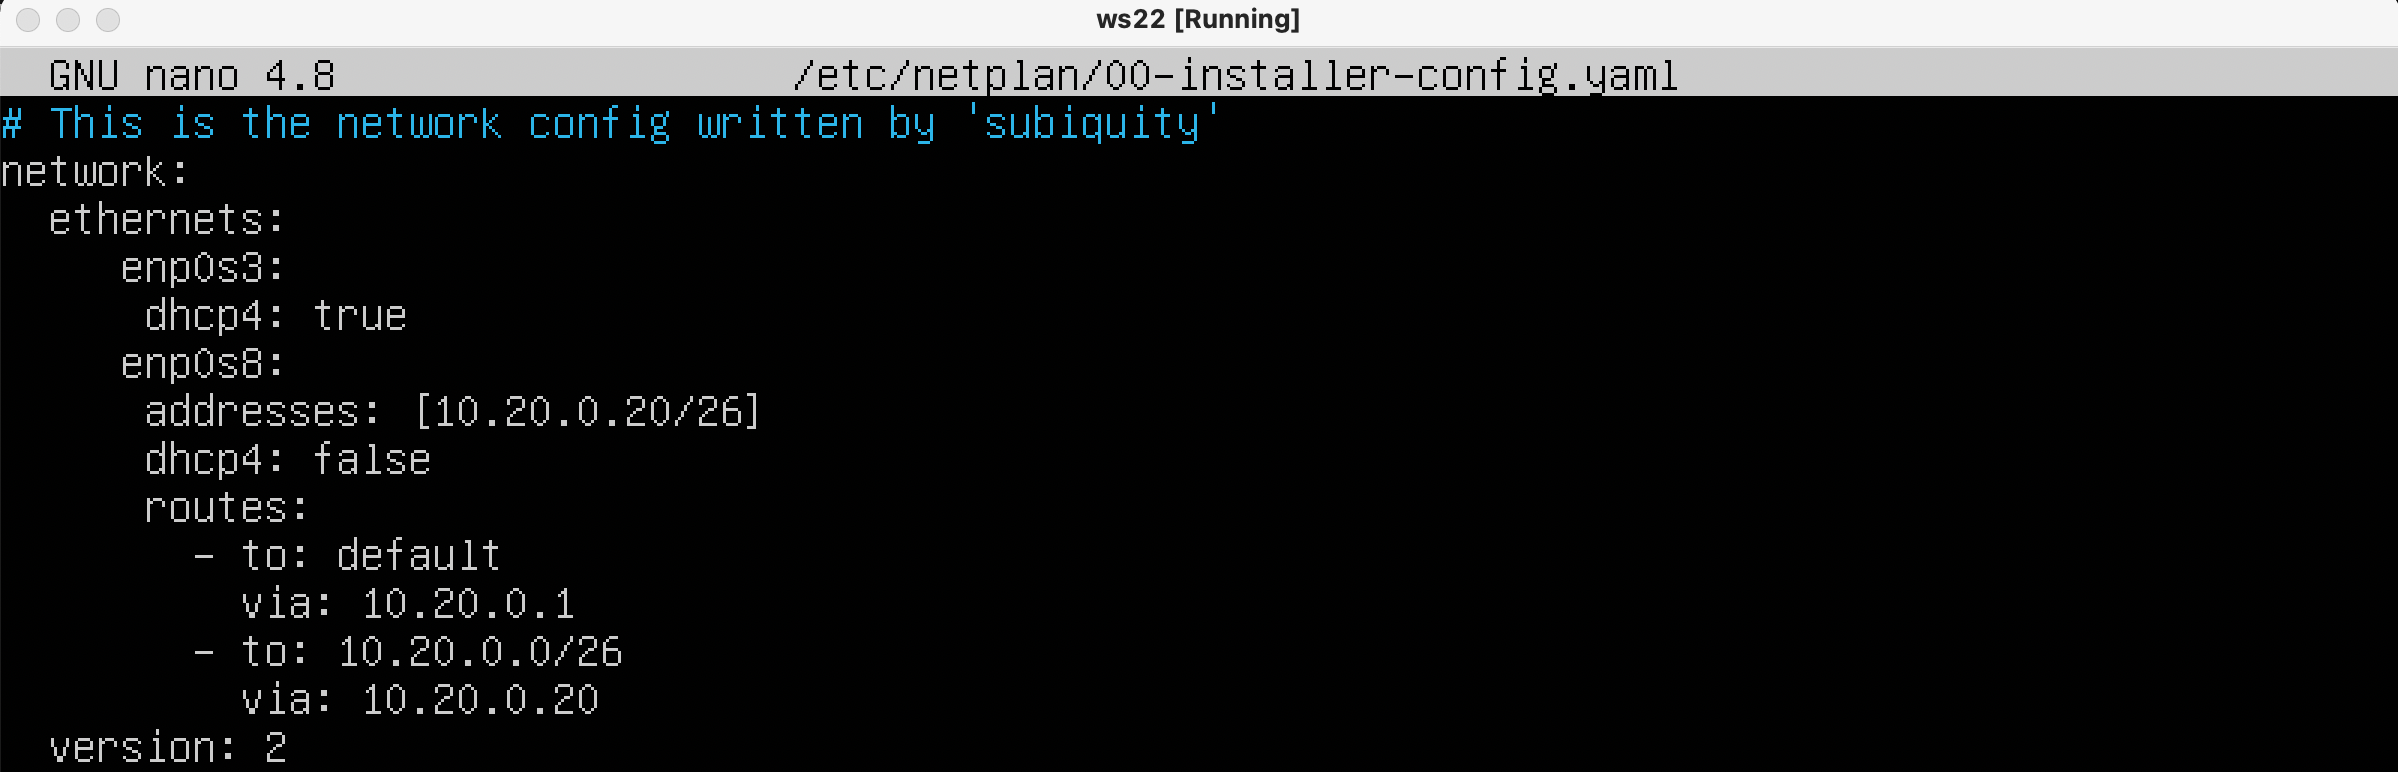 ws22 [Running]
GNU nano 4.8 /etc/netplan/00-installer-config.yaml
# This is the network config written by 'subiquity'
network:
  ethernets:
     enp0s3:
      dhcp4: true
     enp0s8:
      addresses: [10.20.0.20/26]
      dhcp4: false
      routes:
        - to: default
          via: 10.20.0.1
        - to: 10.20.0.0/26
          via: 10.20.0.20
  version: 2